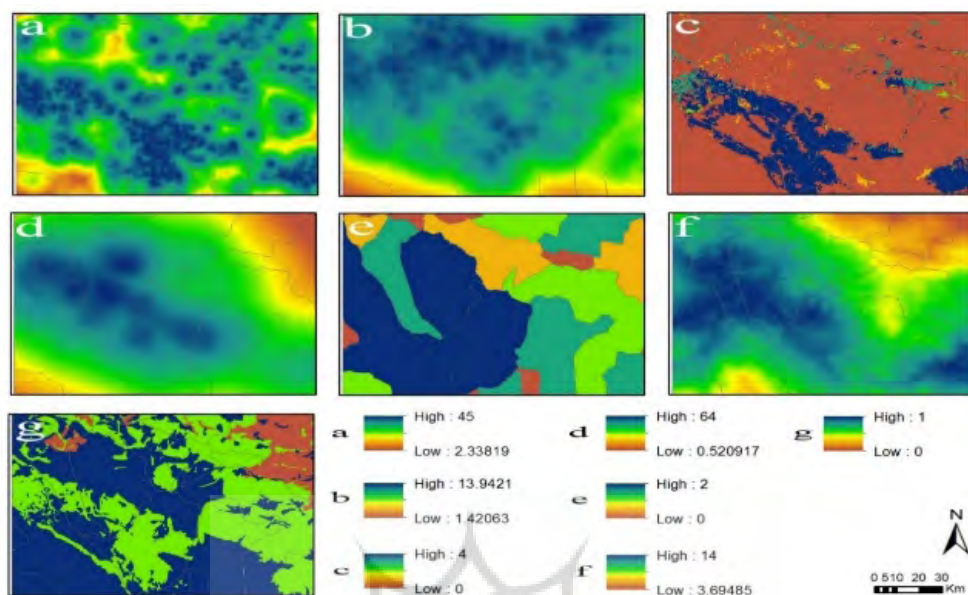 a
b
c
d
e
f
g
a High : 45
Low : 2.33819
b High : 13.9421
Low : 1.42063
c High : 4
Low : 0
d High : 64
Low : 0.520917
e High : 2
Low : 0
f High : 14
Low : 3.69485
g High : 1
Low : 0
N
0 5 10 20 30
Km